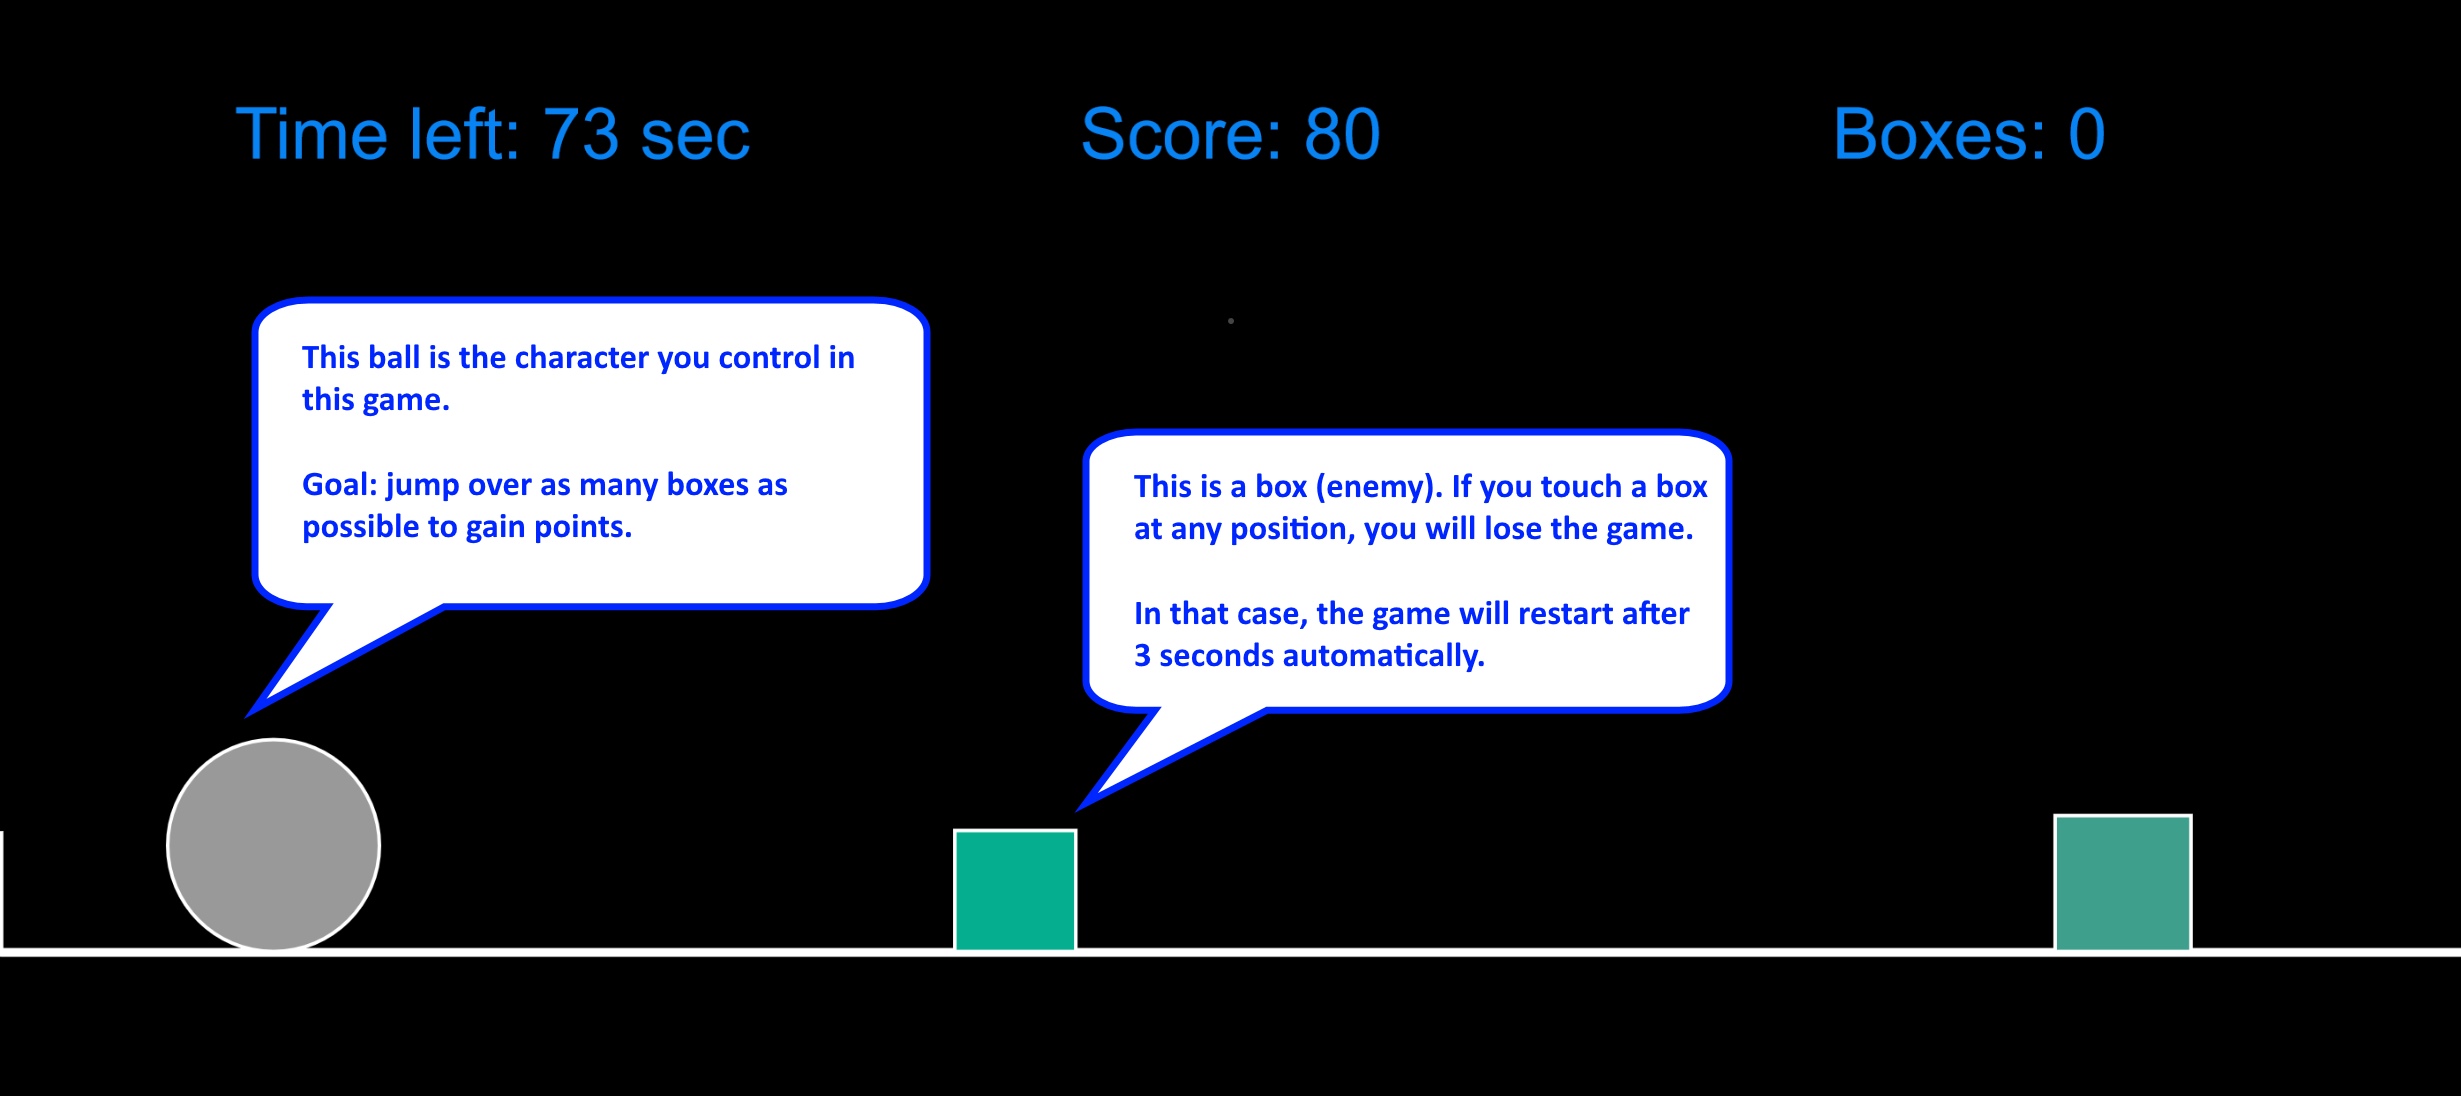 Time left: 73 sec
Score: 80
Boxes: 0
This ball is the character you control in
this game.
Goal: jump over as many boxes as
possible to gain points.
This is a box (enemy). If you touch a box
at any position, you will lose the game.
In that case, the game will restart after
3 seconds automatically.